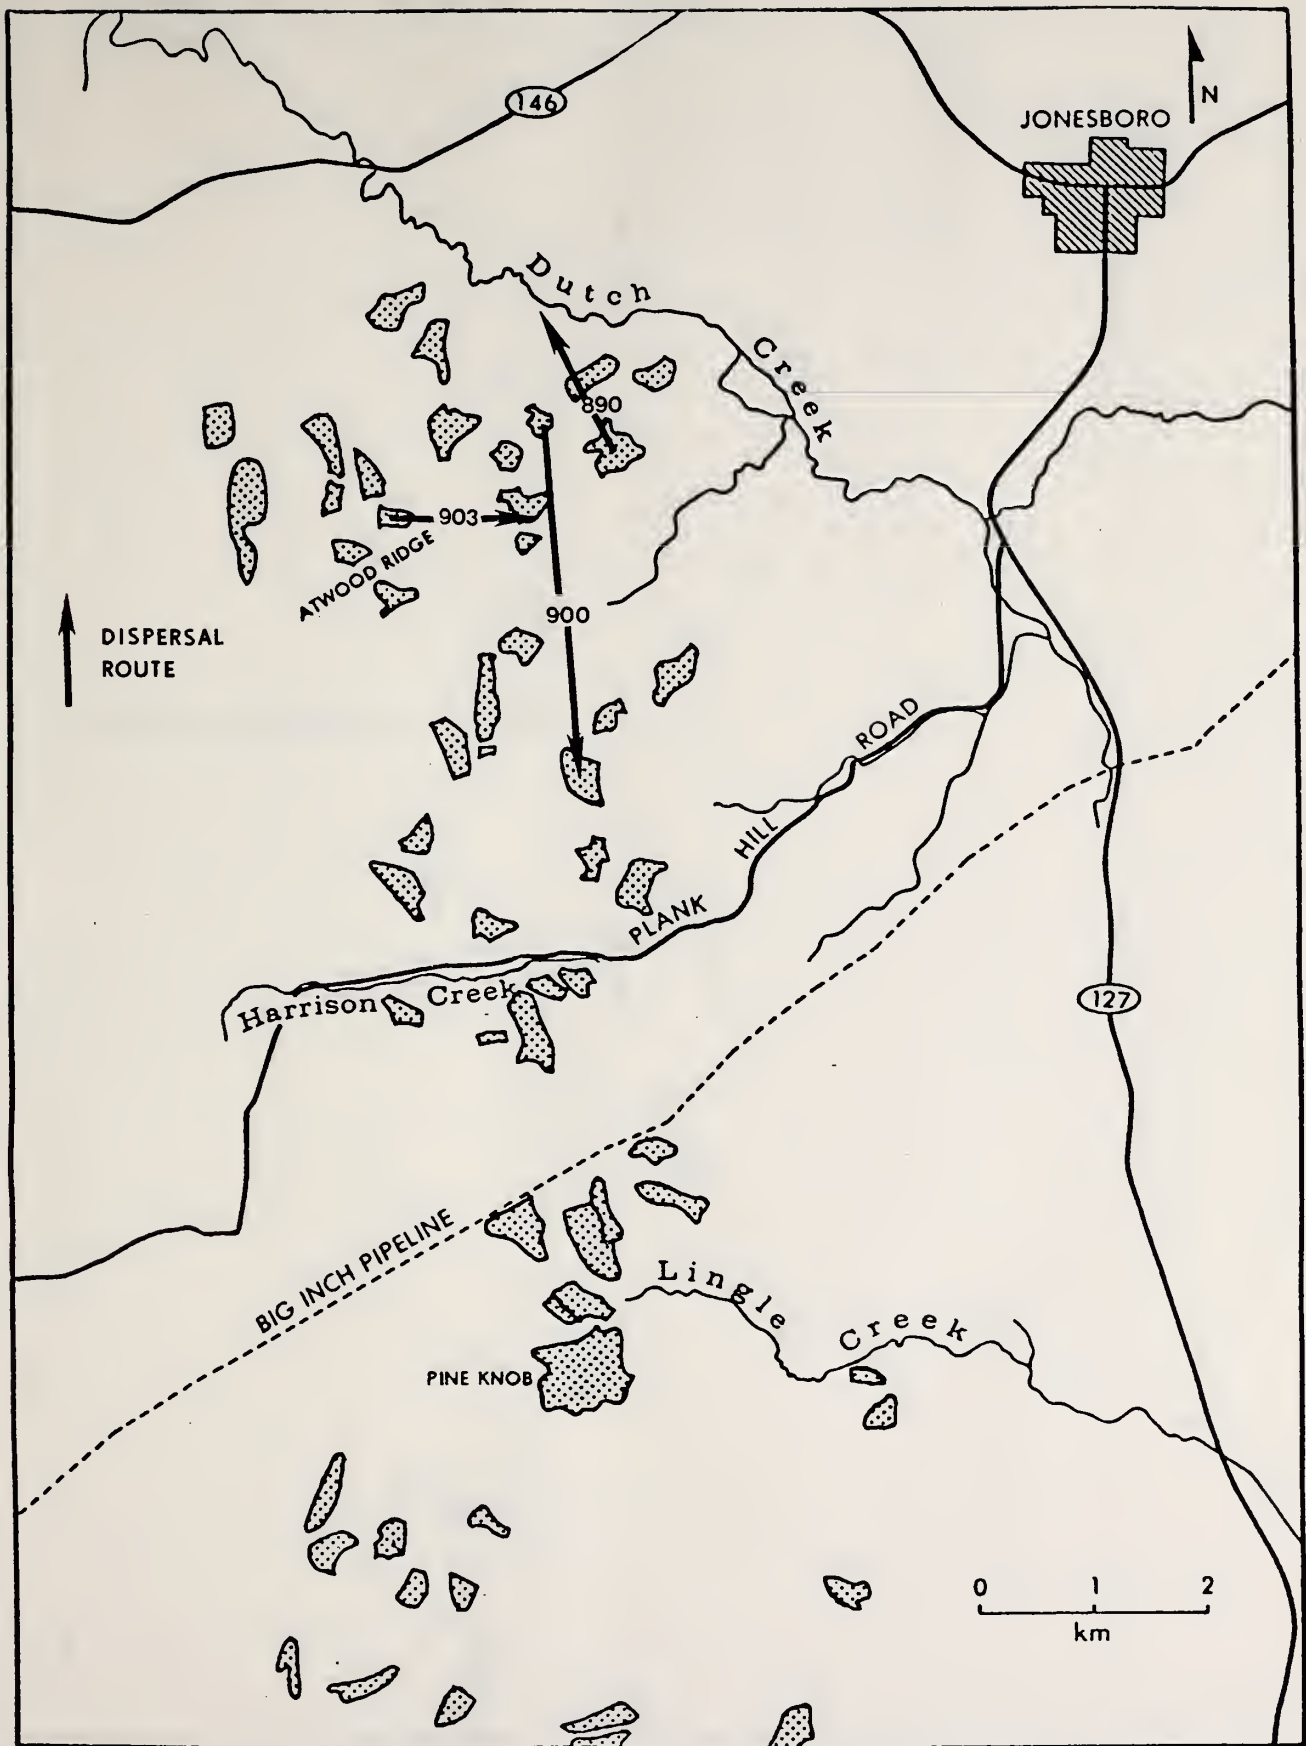 146
N
JONESBORO
Dutch Creek
890
903
ATWOOD RIDGE
900
DISPERSAL
ROUTE
PLANK HILL ROAD
127
Harrison Creek
BIG INCH PIPELINE
Lingle Creek
PINE KNOB
0 1 2
km